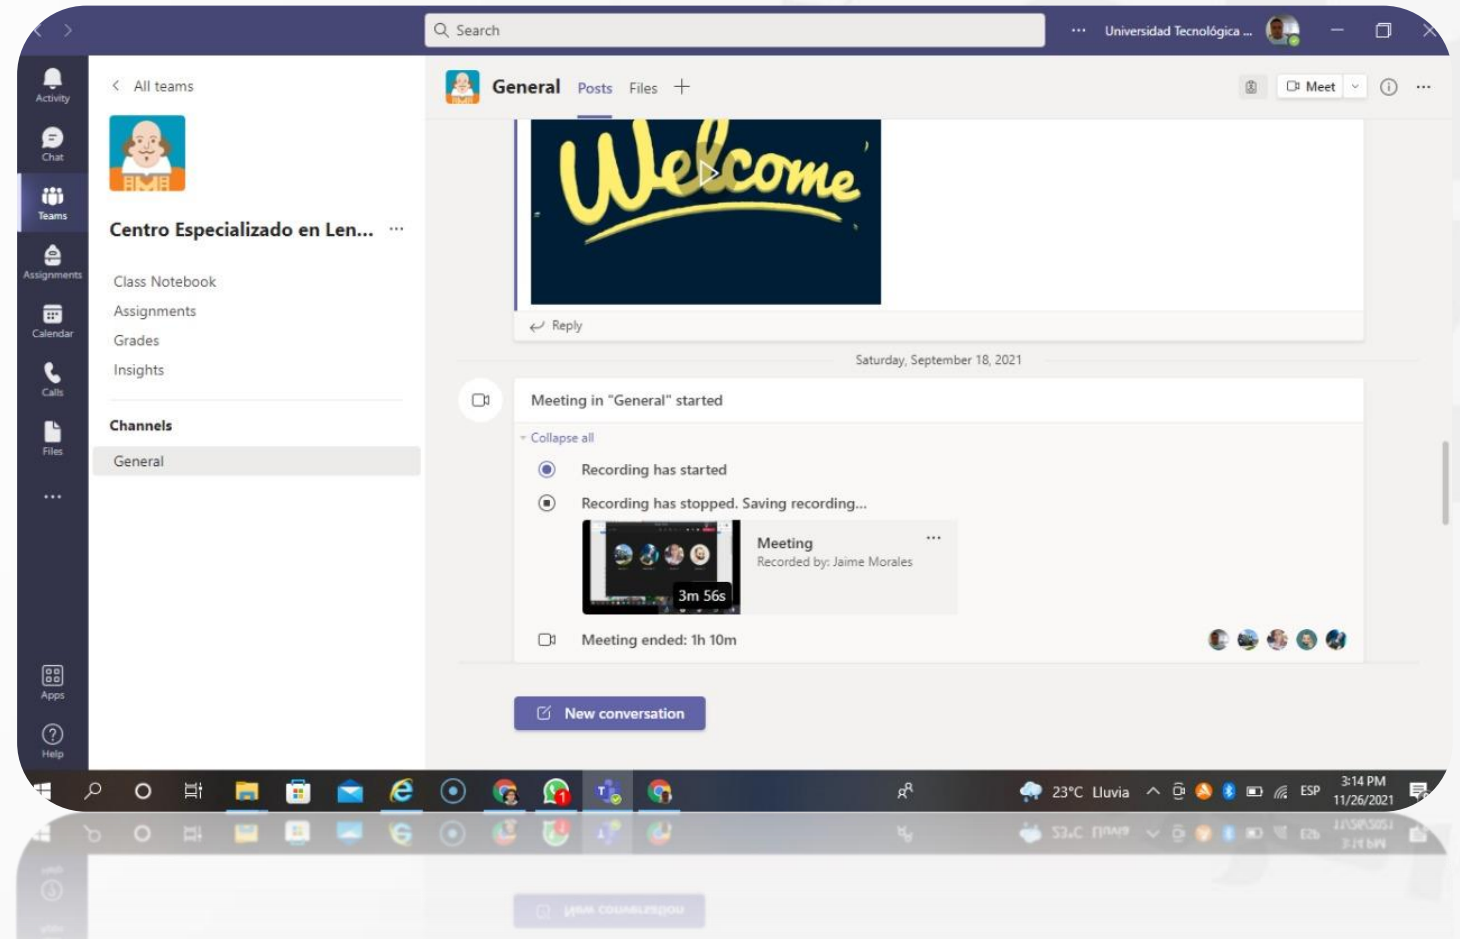 Search
Universidad Tecnológica ...
Activity
Chat
Teams
Assignments
Calendar
Calls
Files
Apps
Help
All teams
Centro Especializado en Len...
Class Notebook
Assignments
Grades
Insights
Channels
General
General Posts Files
Meet
Welcome
Reply
Saturday, September 18, 2021
Meeting in "General" started
Collapse all
Recording has started
Recording has stopped. Saving recording...
Meeting
Recorded by: Jaime Morales
3m 56s
Meeting ended: 1h 10m
New conversation
23°C Lluvia
ESP
3:14 PM
11/26/2021